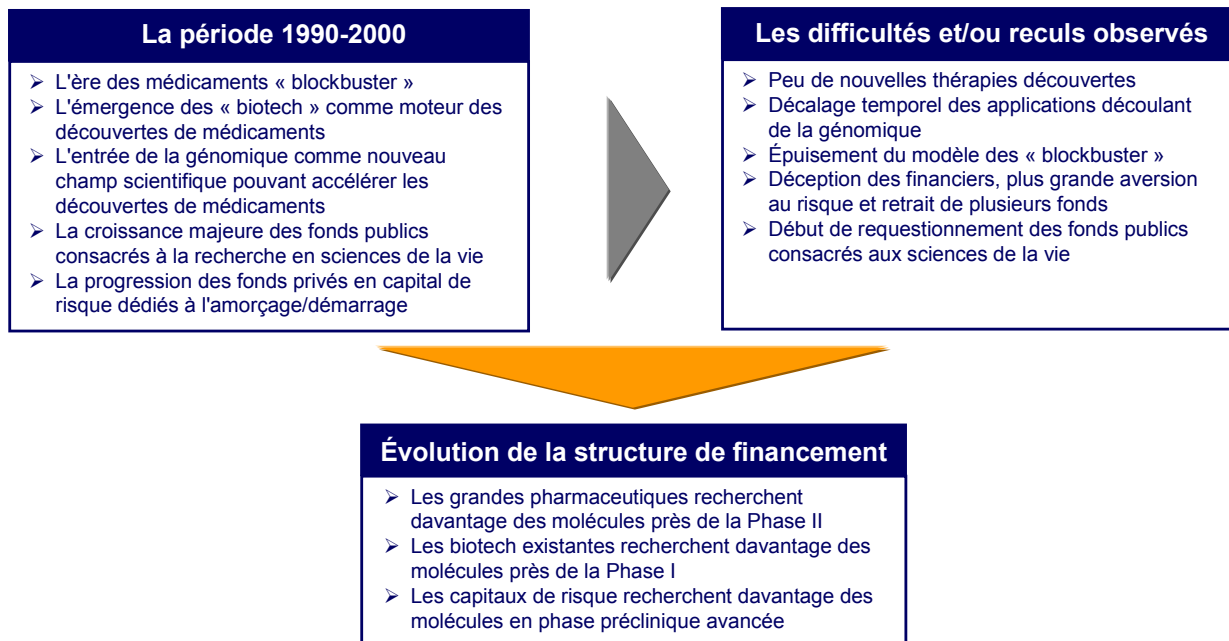 La période 1990-2000
➢ L'ère des médicaments « blockbuster »
➢ L'émergence des « biotech » comme moteur des
découvertes de médicaments
➢ L'entrée de la génomique comme nouveau
champ scientifique pouvant accélérer les
découvertes de médicaments
➢ La croissance majeure des fonds publics
consacrés à la recherche en sciences de la vie
➢ La progression des fonds privés en capital de
risque dédiés à l'amorçage/démarrage
Les difficultés et/ou reculs observés
➢ Peu de nouvelles thérapies découvertes
➢ Décalage temporel des applications découlant
de la génomique
➢ Épuisement du modèle des « blockbuster »
➢ Déception des financiers, plus grande aversion
au risque et retrait de plusieurs fonds
➢ Début de requestionnement des fonds publics
consacrés aux sciences de la vie
Évolution de la structure de financement
➢ Les grandes pharmaceutiques recherchent
davantage des molécules près de la Phase II
➢ Les biotech existantes recherchent davantage des
molécules près de la Phase I
➢ Les capitaux de risque recherchent davantage des
molécules en phase préclinique avancée